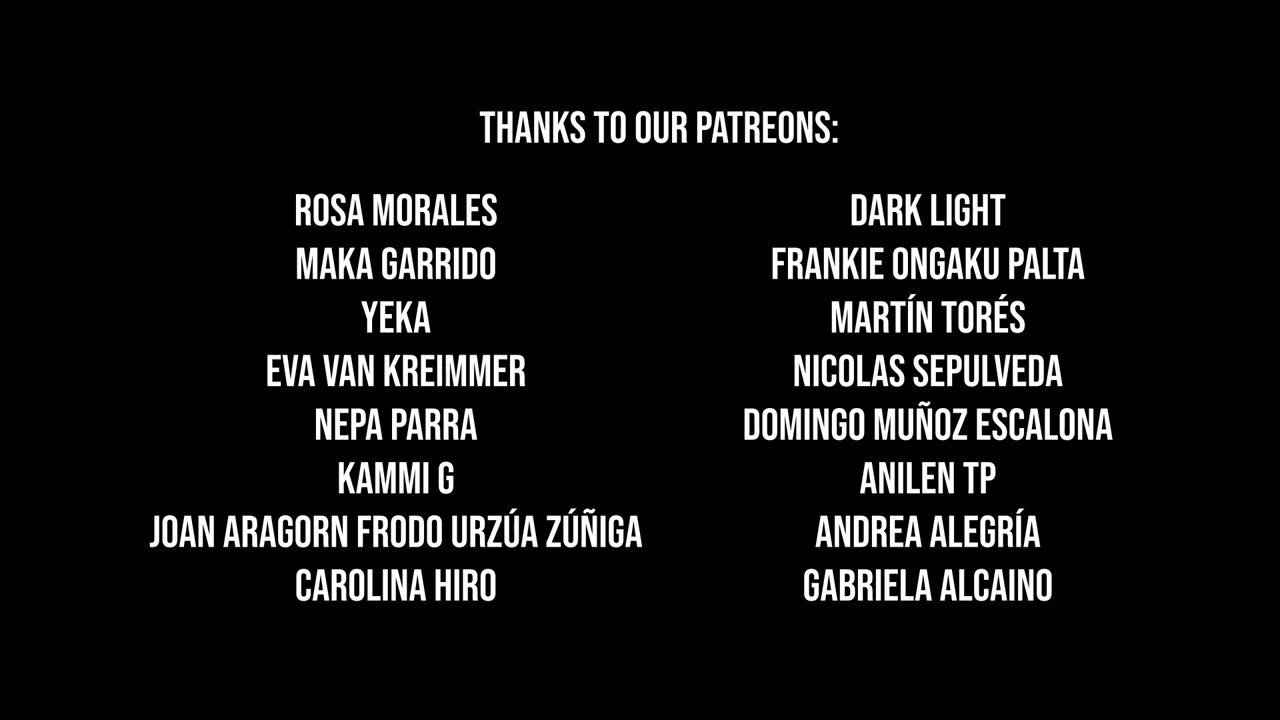 THANKS TO OUR PATREONS:
ROSA MORALES
MAKA GARRIDO
YEKA
EVA VAN KREIMMER
NEPA PARRA
KAMMI G
JOAN ARAGORN FRODO URZÚA ZÚÑIGA
CAROLINA HIRO
DARK LIGHT
FRANKIE ONGAKU PALTA
MARTÍN TORÉS
NICOLAS SEPULVEDA
DOMINGO MUÑOZ ESCALONA
ANILEN TP
ANDREA ALEGRÍA
GABRIELA ALCAINO